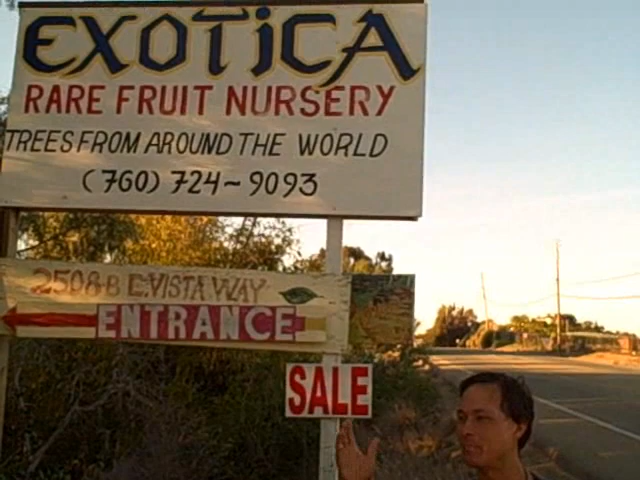 EXOTICA
RARE FRUIT NURSERY
TREES FROM AROUND THE WORLD
(760) 724~9093
2508-B E.VISTA WAY
ENTRANCE
SALE